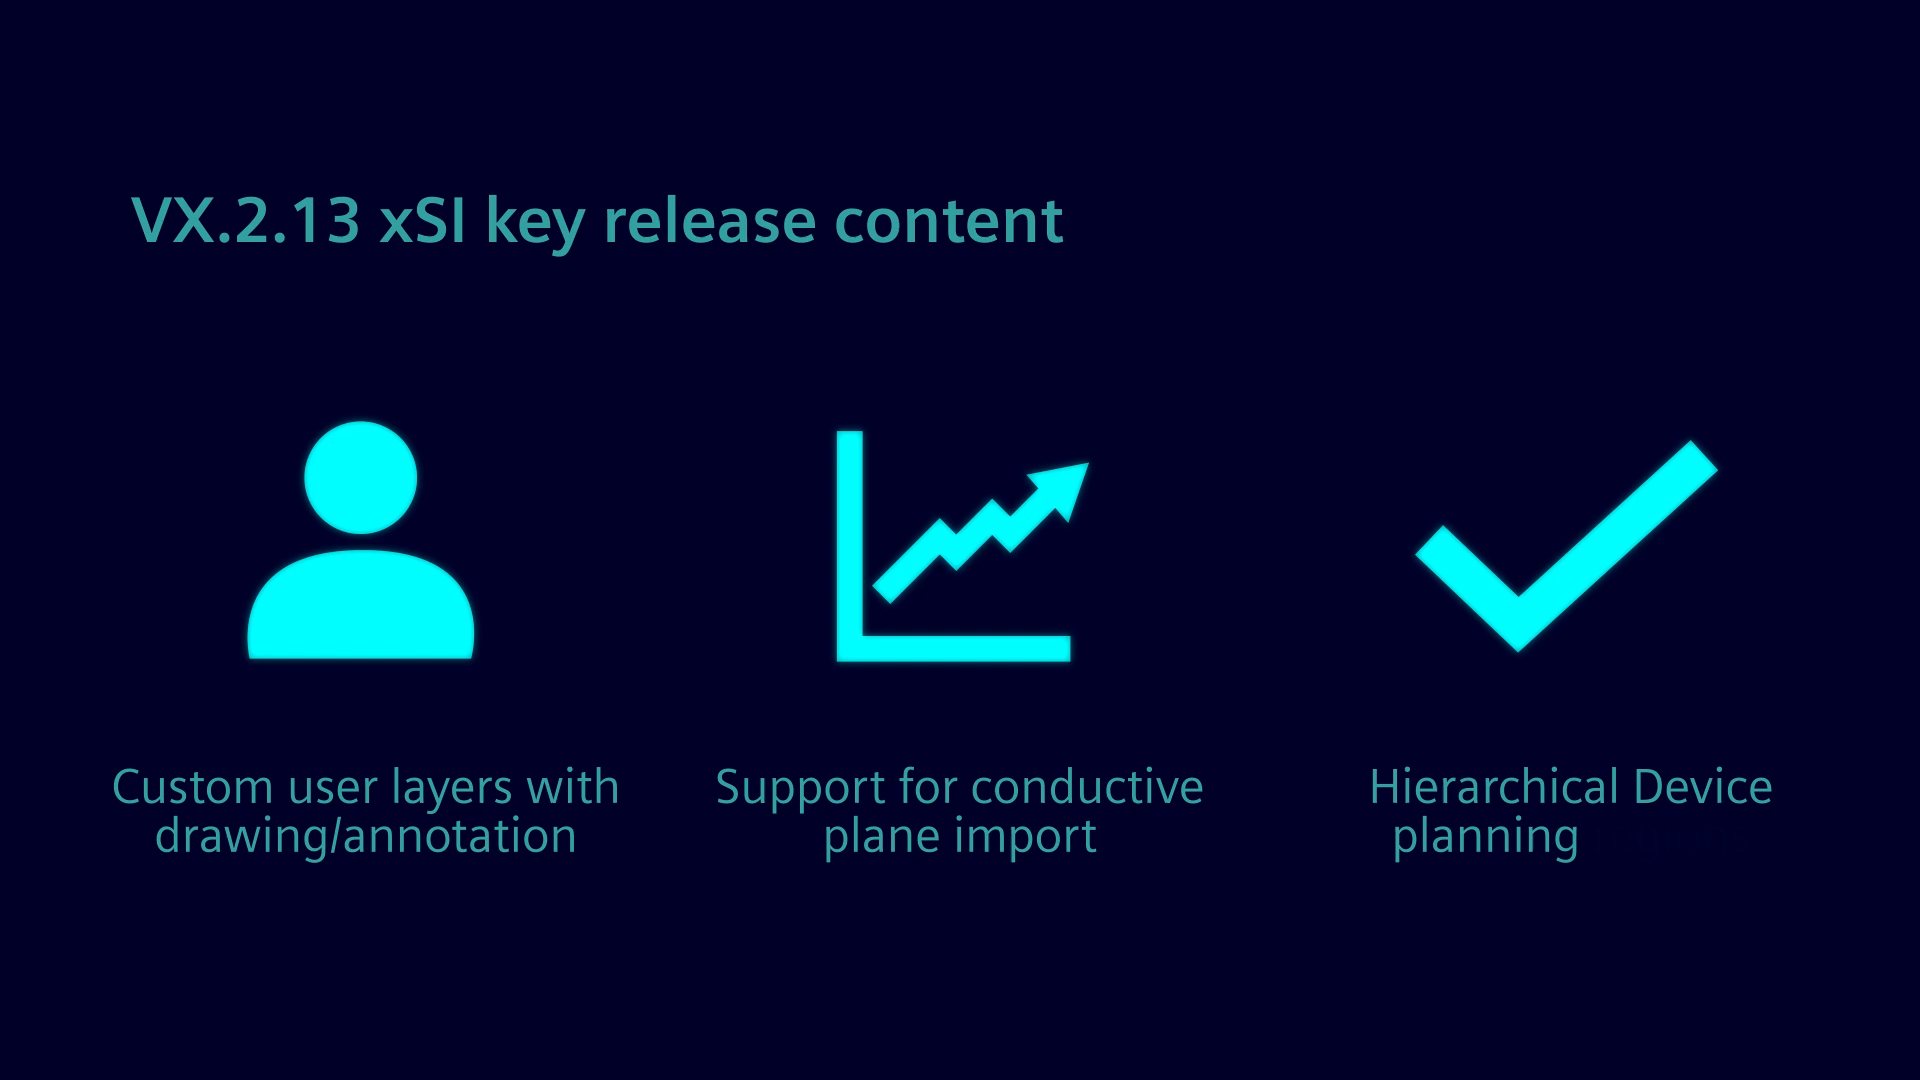 VX.2.13 xSI key release content
Custom user layers with
drawing/annotation
Support for conductive
plane import
Hierarchical Device
planning